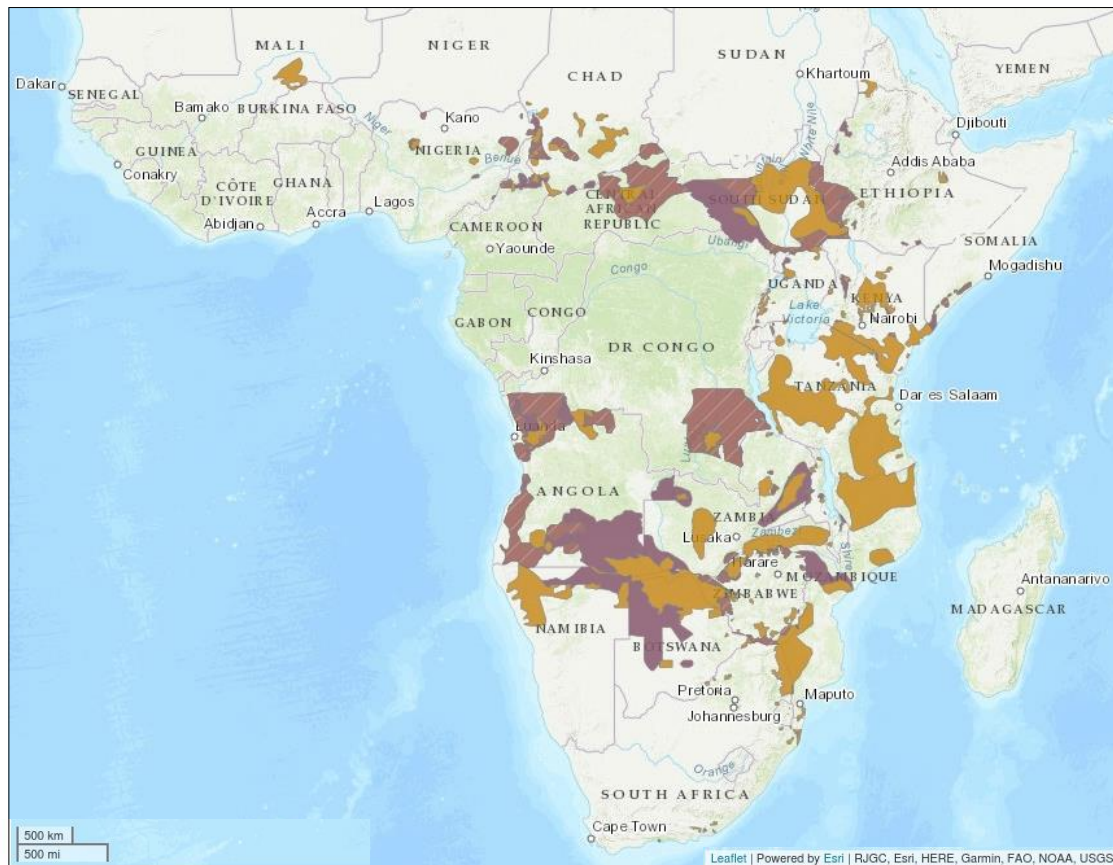 MALI
NIGER
SUDAN
CHAD
YEMEN
Dakar
Khartoum
SENEGAL
BURKINA FASO
Bamako
Kano
Niger
White Nile
Djibouti
GUINEA
NIGERIA
Benue
Addis Ababa
Conakry
CÔTE
D'IVOIRE
GHANA
CENTRAL
AFRICAN
REPUBLIC
SOUTH SUDAN
ETHIOPIA
Lagos
Accra
Abidjan
CAMEROON
Yaounde
Ubangi
SOMALIA
Mogadishu
Congo
UGANDA
KENYA
Lake
Victoria
Nairobi
GABON
CONGO
DR CONGO
Kinshasa
TANZANIA
Dar es Salaam
Luanda
ANGOLA
ZAMBIA
Lusaka
Zambezi
Shire
Harare
MOZAMBIQUE
ZIMBABWE
Antananarivo
MADAGASCAR
NAMIBIA
BOTSWANA
Pretoria
Maputo
Johannesburg
Orange
SOUTH AFRICA
Cape Town
500 km
500 mi
Leaflet | Powered by Esri | RJGC, Esri, HERE, Garmin, FAO, NOAA, USGS